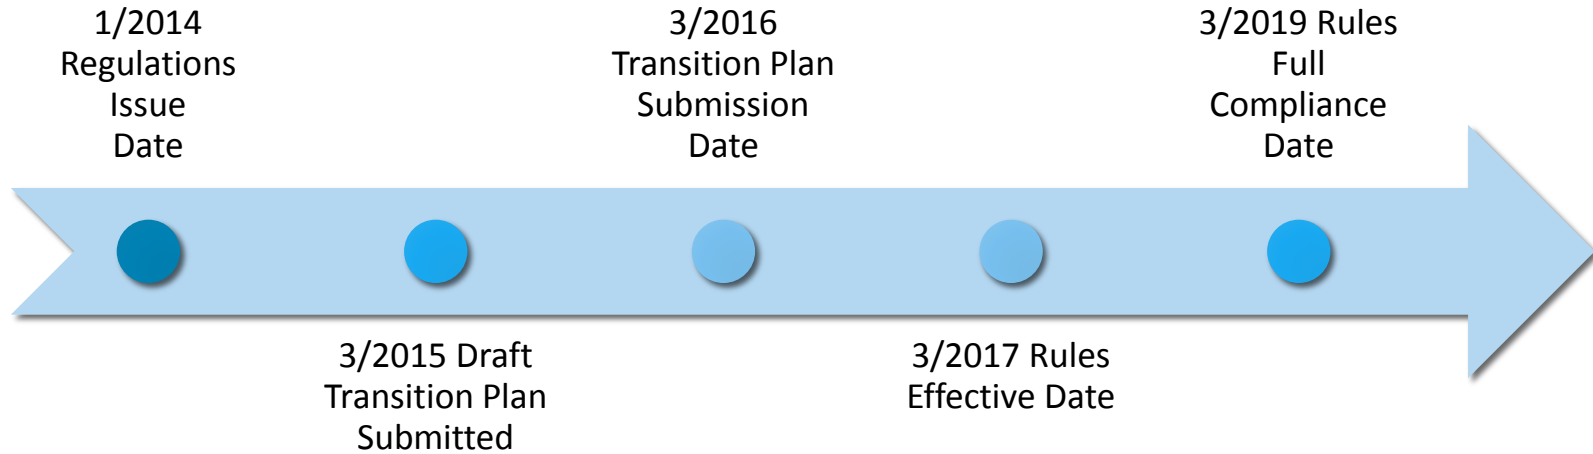 1/2014
Regulations
Issue
Date
3/2015 Draft
Transition Plan
Submitted
3/2016
Transition Plan
Submission
Date
3/2017 Rules
Effective Date
3/2019 Rules
Full
Compliance
Date